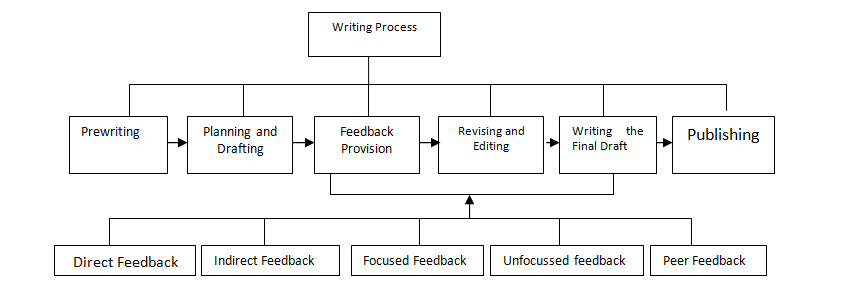 Writing Process
Prewriting
Planning and
Drafting
Feedback
Provision
Revising and
Editing
Writing the
Final Draft
Publishing
Direct Feedback
Indirect Feedback
Focused Feedback
Unfocussed feedback
Peer Feedback